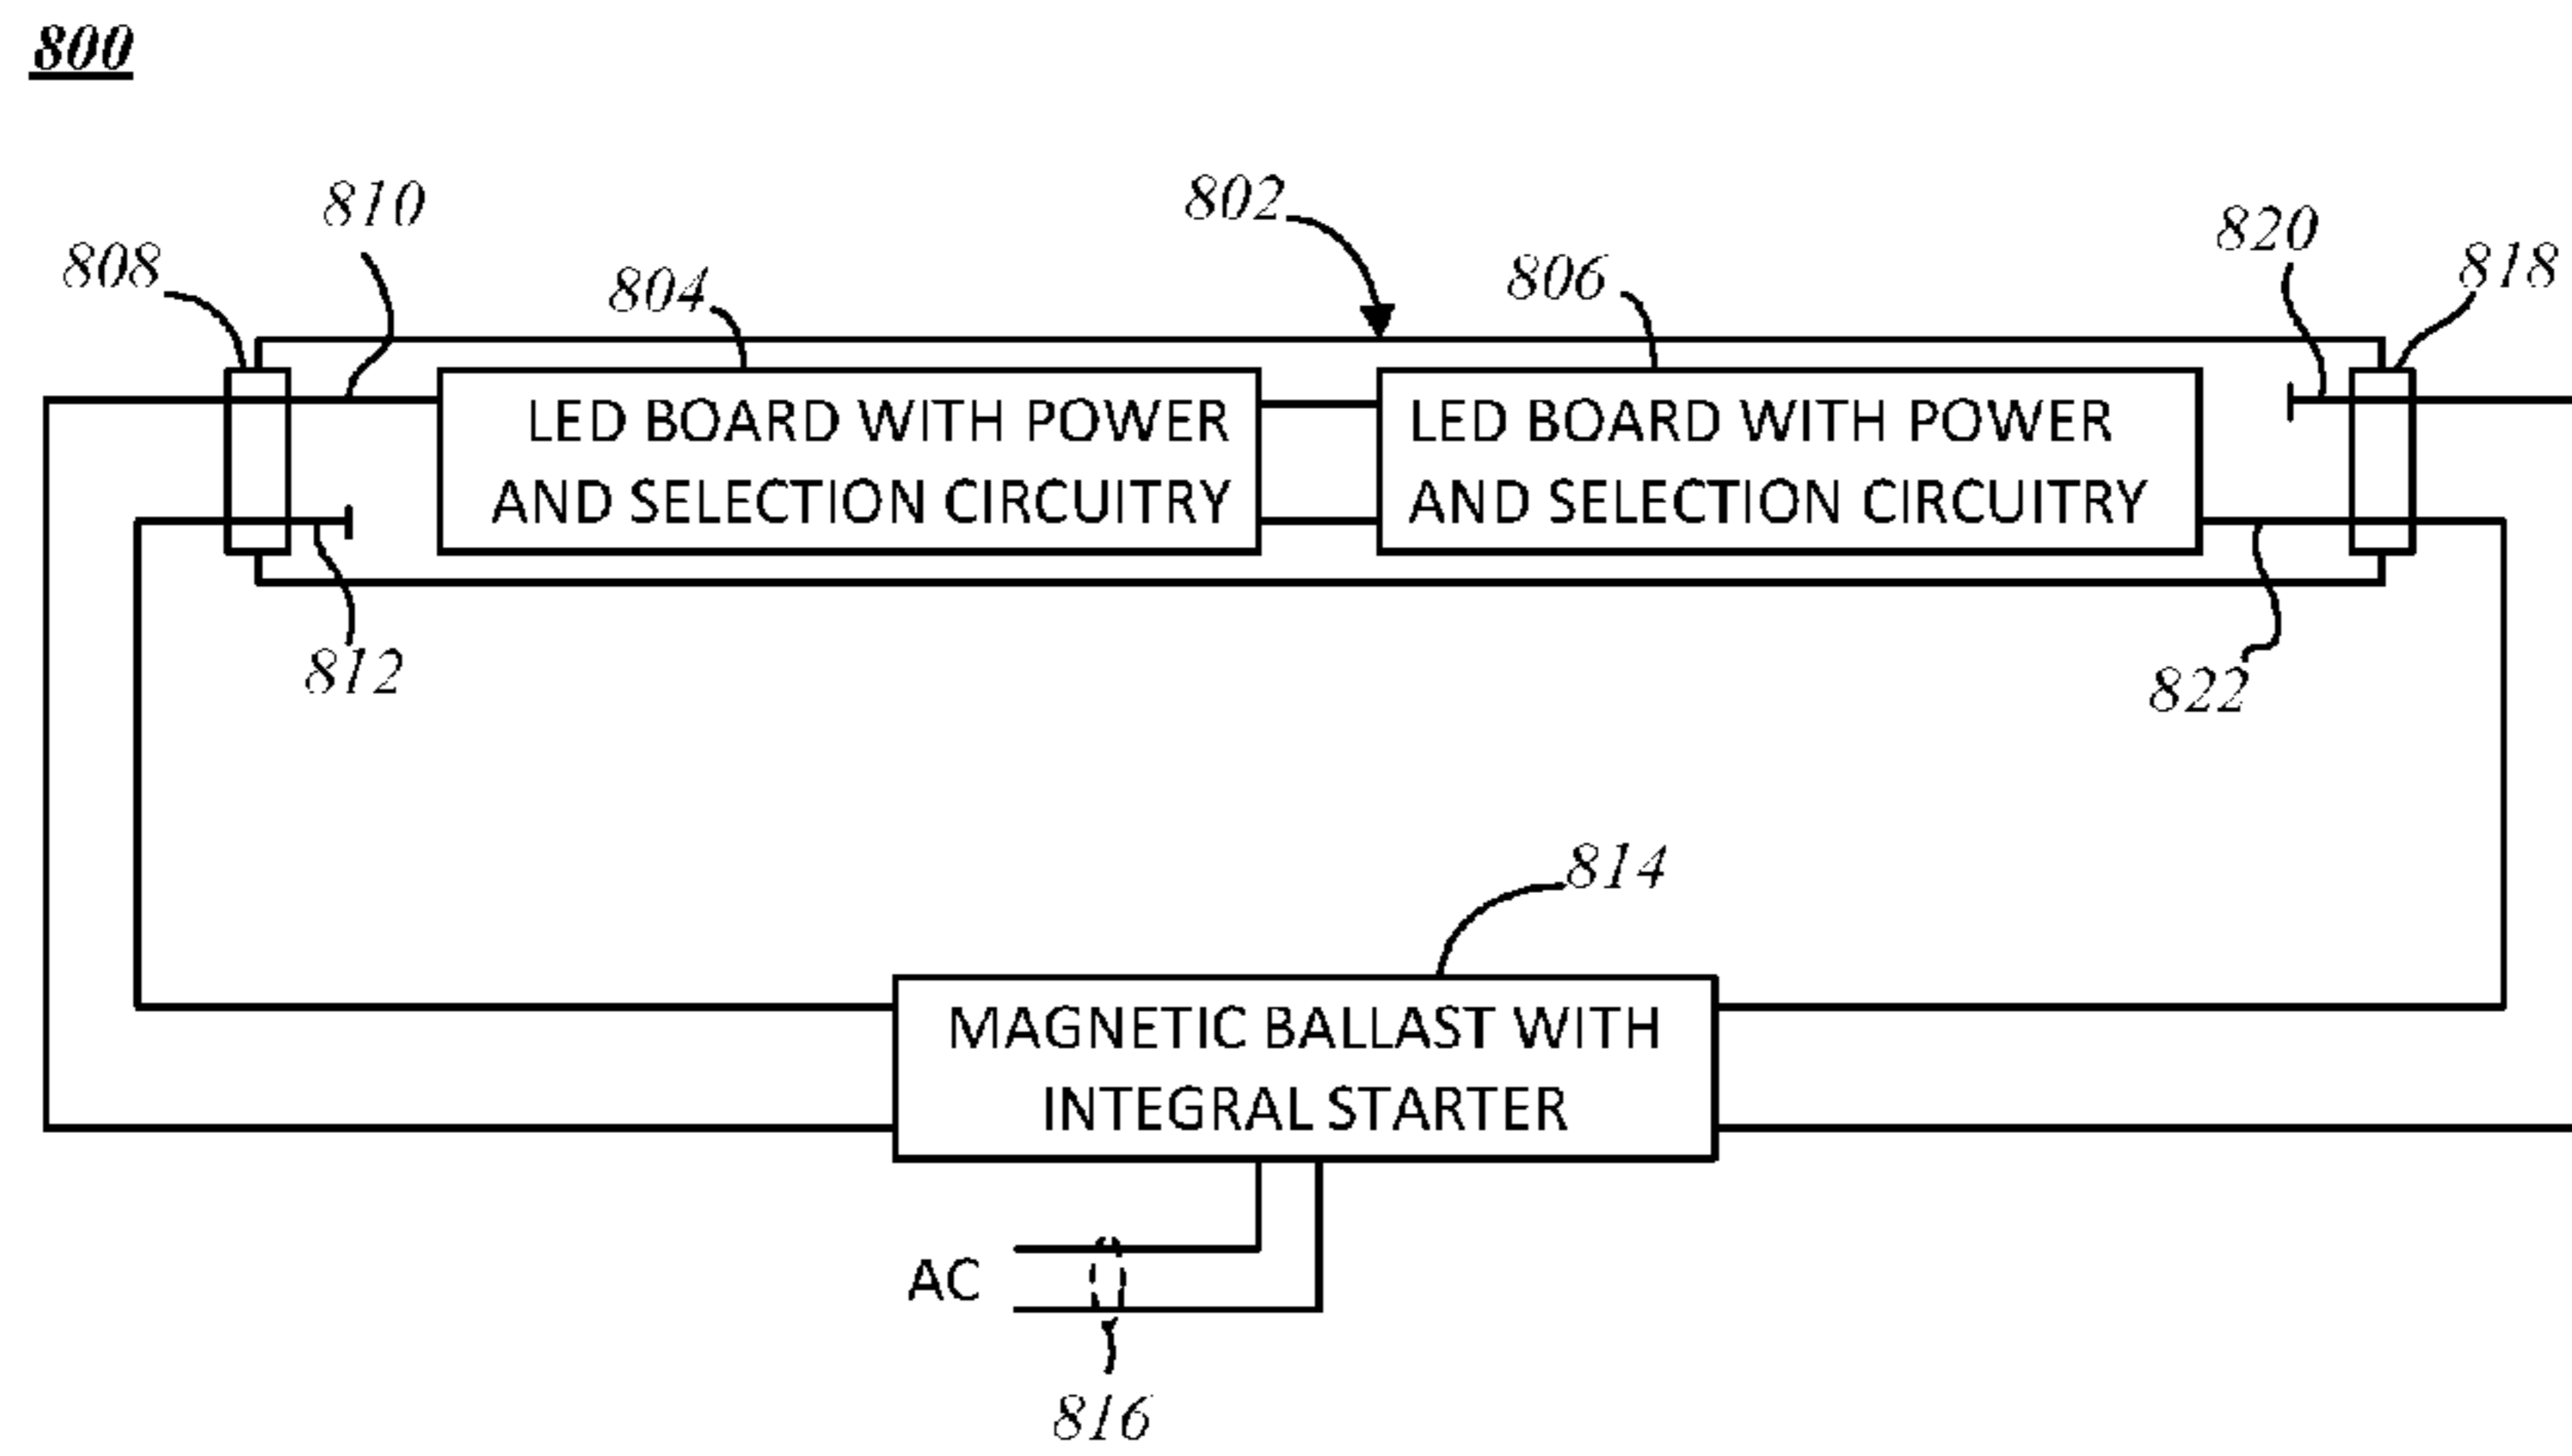 800
810
802
820
808
804
806
818
LED BOARD WITH POWER
AND SELECTION CIRCUITRY
LED BOARD WITH POWER
AND SELECTION CIRCUITRY
812
822
814
MAGNETIC BALLAST WITH
INTEGRAL STARTER
AC
816